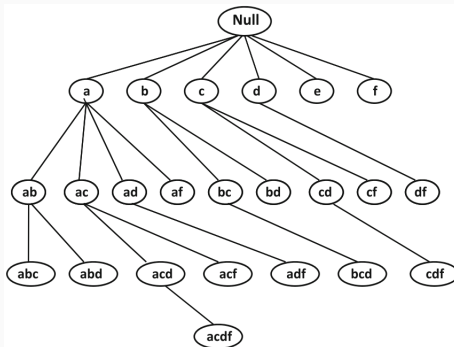 Null
a b c d e f
ab ac ad af bc bd cd cf df
abc abd acd acf adf bcd cdf
acdf